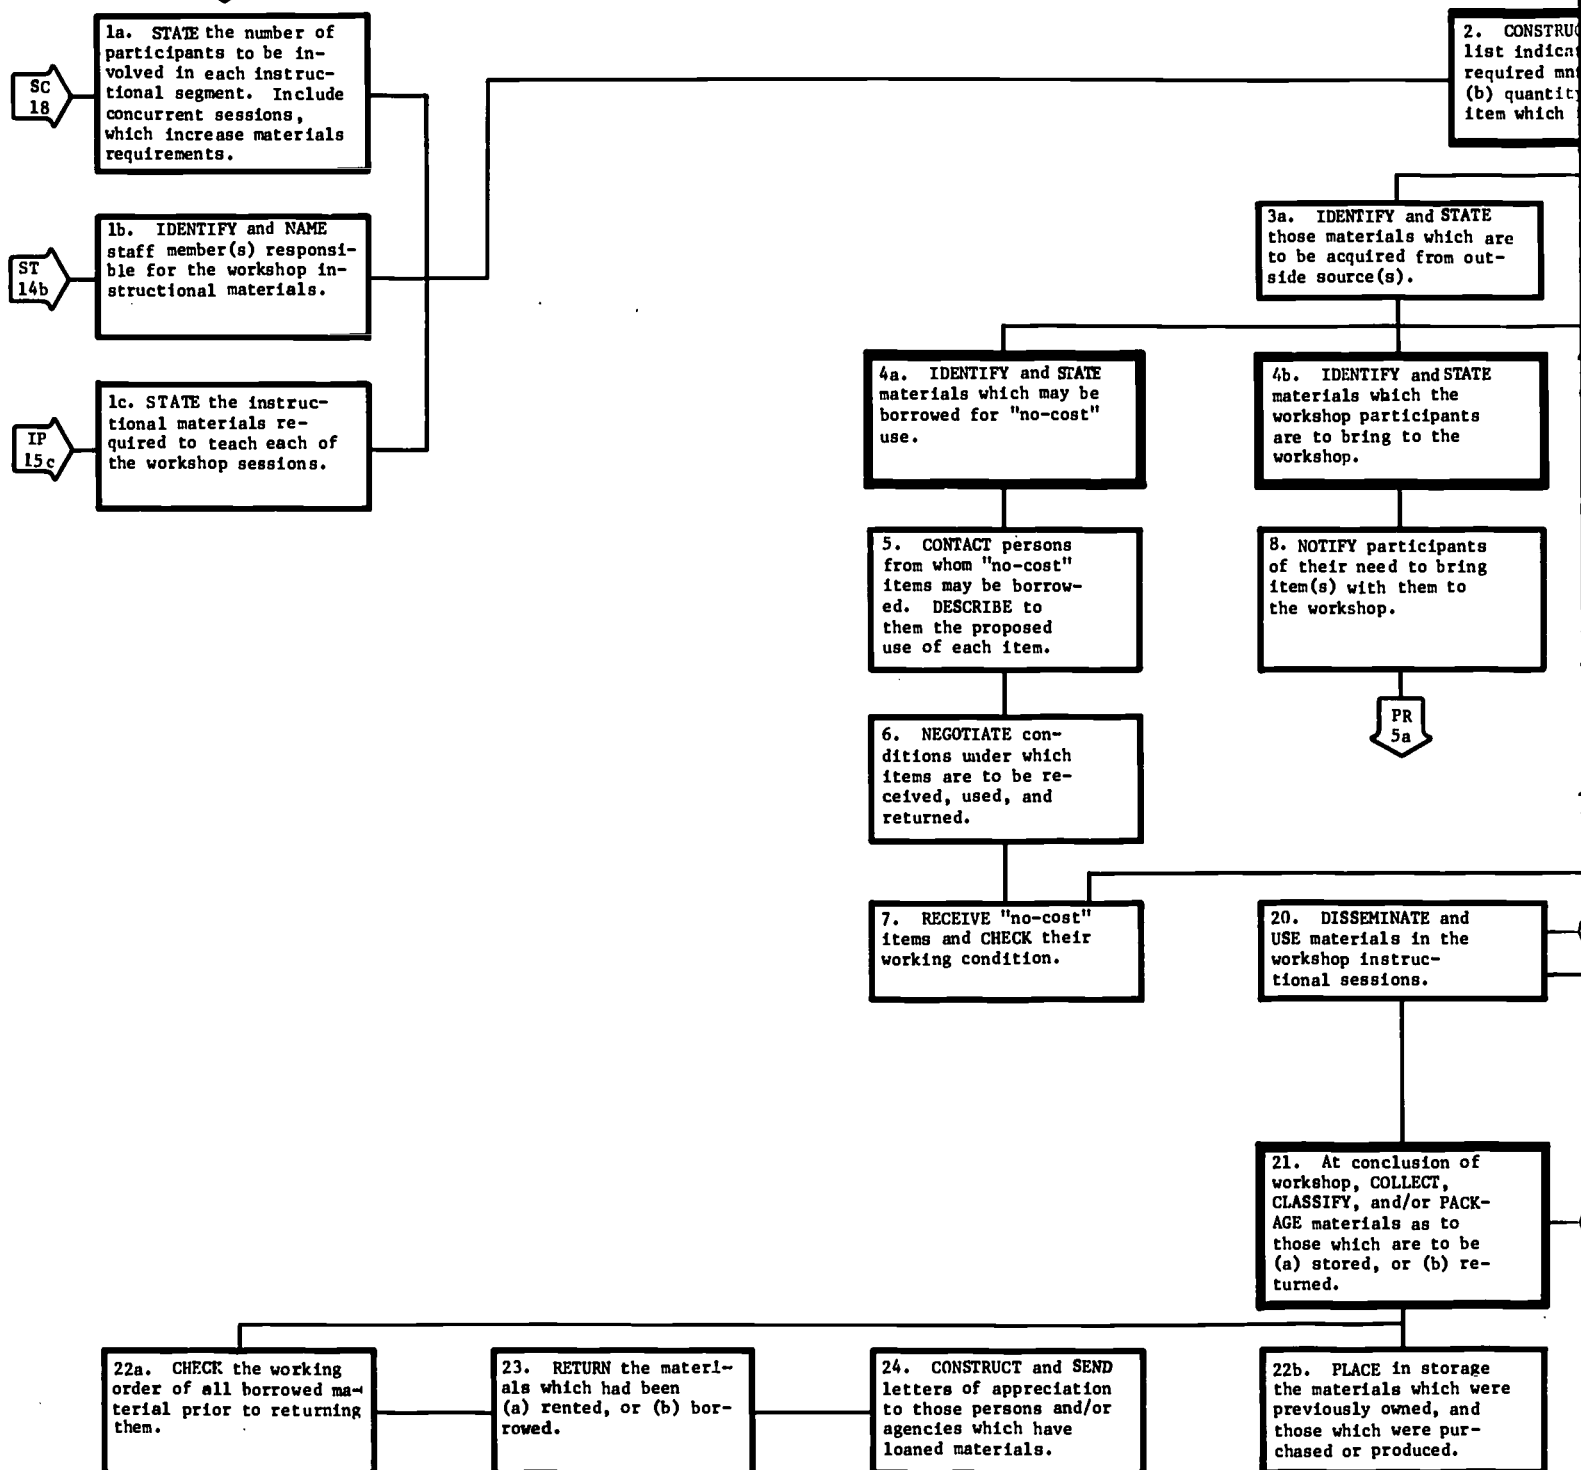 SC
18
1a. STATE the number of
participants to be in-
volved in each instruc-
tional segment. Include
concurrent sessions,
which increase materials
requirements.
ST
14b
1b. IDENTIFY and NAME
staff member(s) responsi-
ble for the workshop in-
structional materials.
IP
15c
1c. STATE the instruc-
tional materials re-
quired to teach each of
the workshop sessions.
2. CONSTRUC
list indicat
required
(b) quantity
item which
3a. IDENTIFY and STATE
those materials which are
to be acquired from out-
side source(s).
4a. IDENTIFY and STATE
materials which may be
borrowed for "no-cost"
use.
4b. IDENTIFY and STATE
materials which the
workshop participants
are to bring to the
workshop.
5. CONTACT persons
from whom "no-cost"
items may be borrow-
ed. DESCRIBE to
them the proposed
use of each item.
8. NOTIFY participants
of their need to bring
item(s) with them to
the workshop.
PR
5a
6. NEGOTIATE con-
ditions under which
items are to be re-
ceived, used, and
returned.
7. RECEIVE "no-cost"
items and CHECK their
working condition.
20. DISSEMINATE and
USE materials in the
workshop instruc-
tional sessions.
21. At conclusion of
workshop, COLLECT,
CLASSIFY, and/or PACK-
AGE materials as to
those which are to be
(a) stored, or (b) re-
turned.
22a. CHECK the working
order of all borrowed ma-
terial prior to returning
them.
23. RETURN the materi-
als which had been
(a) rented, or (b) bor-
rowed.
24. CONSTRUCT and SEND
letters of appreciation
to those persons and/or
agencies which have
loaned materials.
22b. PLACE in storage
the materials which were
previously owned, and
those which were pur-
chased or produced.